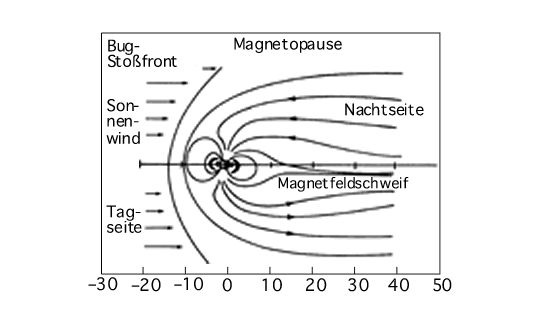 Bug-
Stoßfront
Magnetopause
Nachtseite
Son-
nen-
wind
Magnetfeldschweif
Tag-
seite
–30 –20 –10 0 10 20 30 40 50